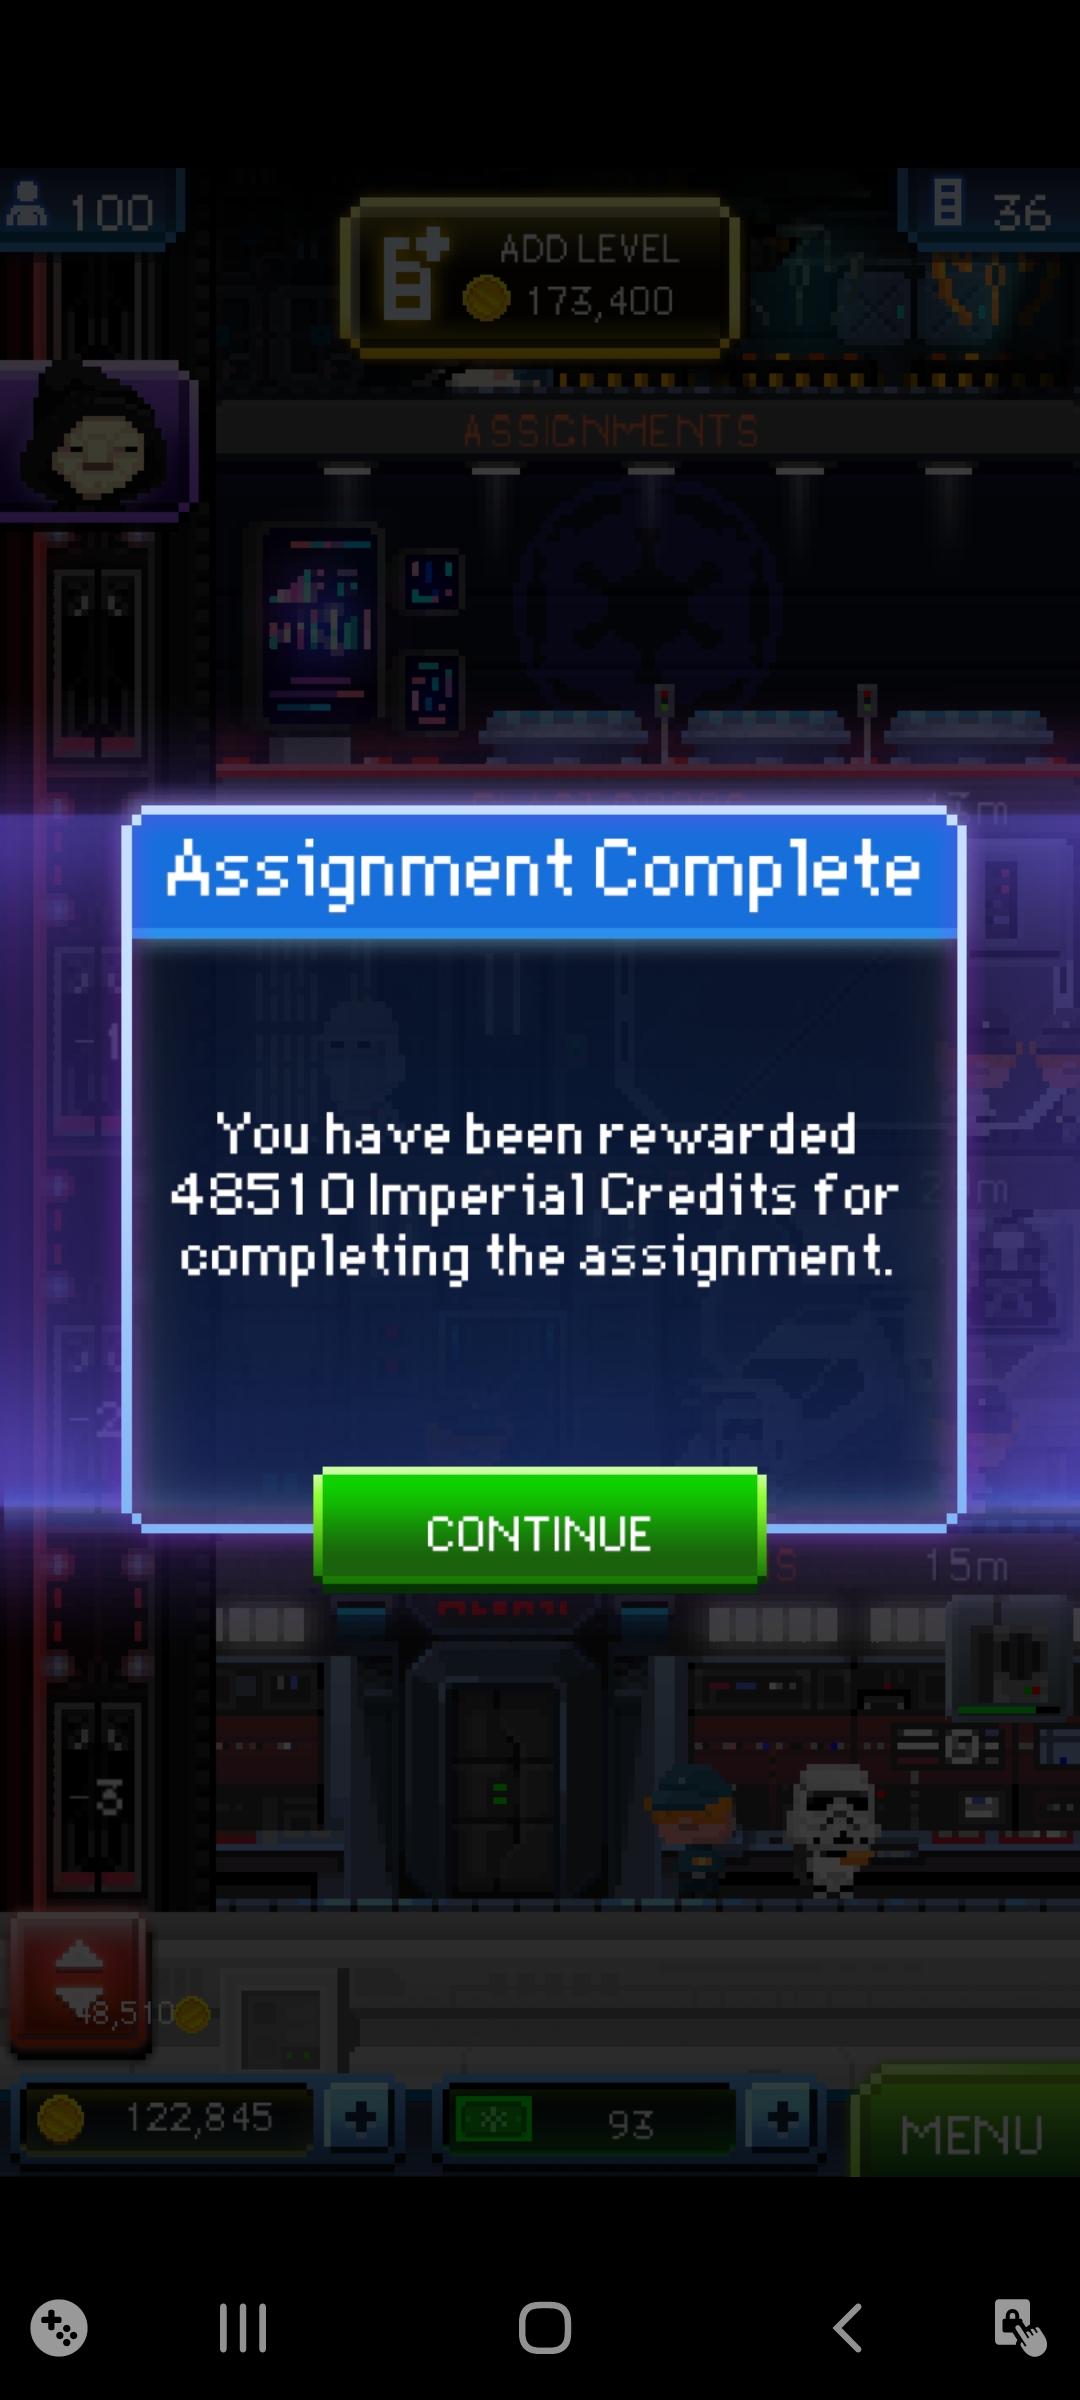 100
36
ADD LEVEL
173,400
ASSIGNMENTS
Assignment Complete
You have been rewarded
48510 Imperial Credits for
completing the assignment.
CONTINUE
15m
-3
48,510
122,845
93
MENU